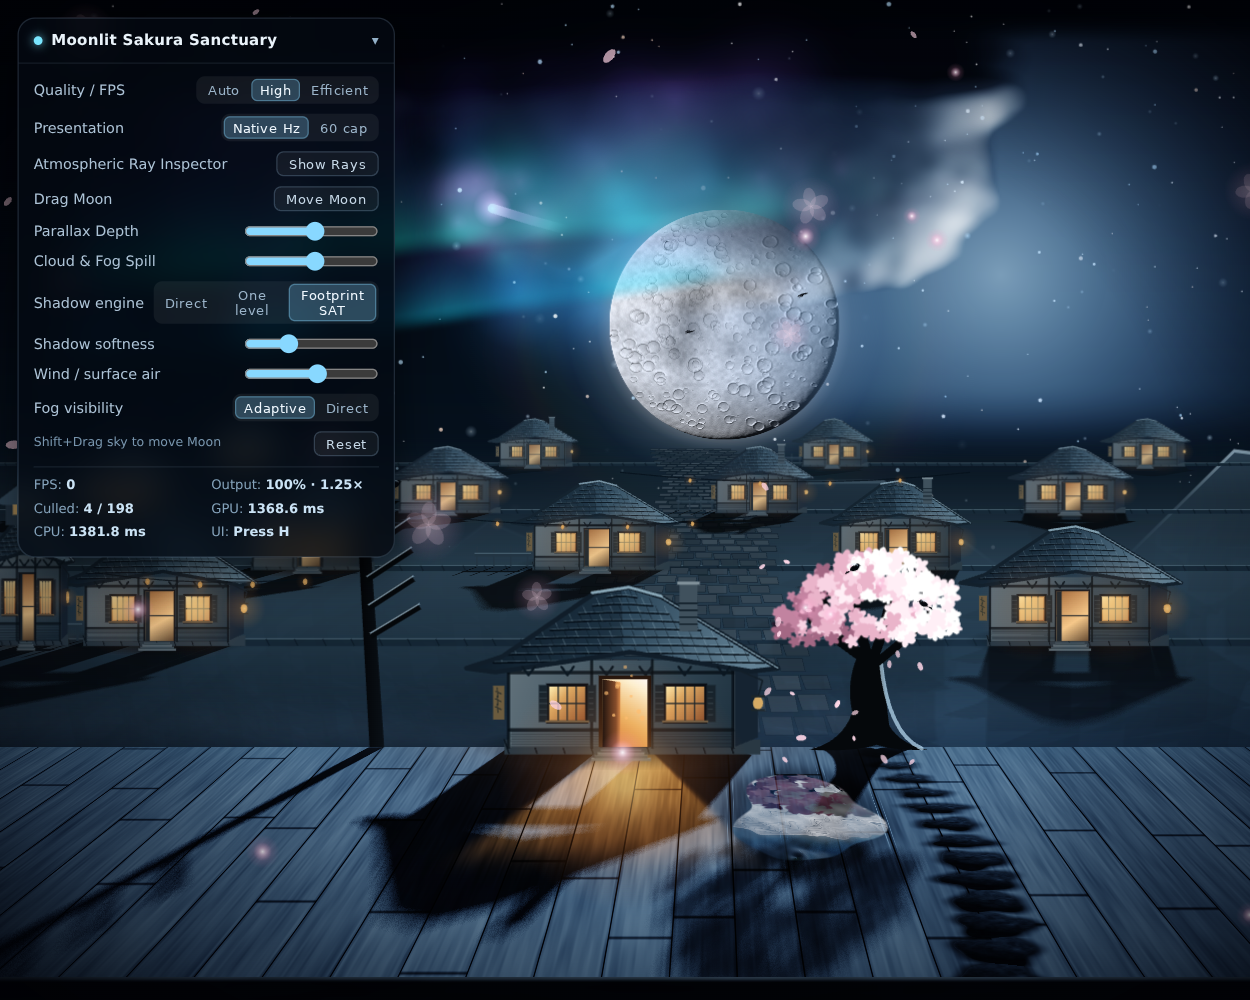 Moonlit Sakura Sanctuary ▼
Quality / FPS Auto High Efficient
Presentation Native Hz 60 cap
Atmospheric Ray Inspector Show Rays
Drag Moon Move Moon
Parallax Depth
Cloud & Fog Spill
Shadow engine Direct One level Footprint SAT
Shadow softness
Wind / surface air
Fog visibility Adaptive Direct
Shift+Drag sky to move Moon Reset
FPS: 0 Output: 100% · 1.25×
Culled: 4 / 198 GPU: 1368.6 ms
CPU: 1381.8 ms UI: Press H